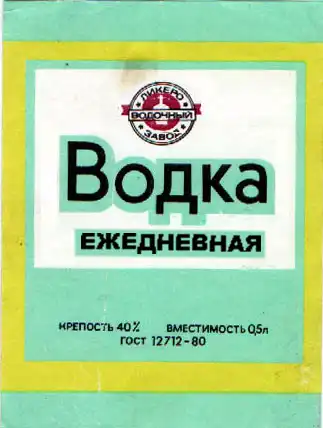 ЛИКЕРО
ВОДОЧНЫЙ
ЗАВОД
Водка
ЕЖЕДНЕВНАЯ
КРЕПОСТЬ 40% ВМЕСТИМОСТЬ 0,5л
ГОСТ 12712-80